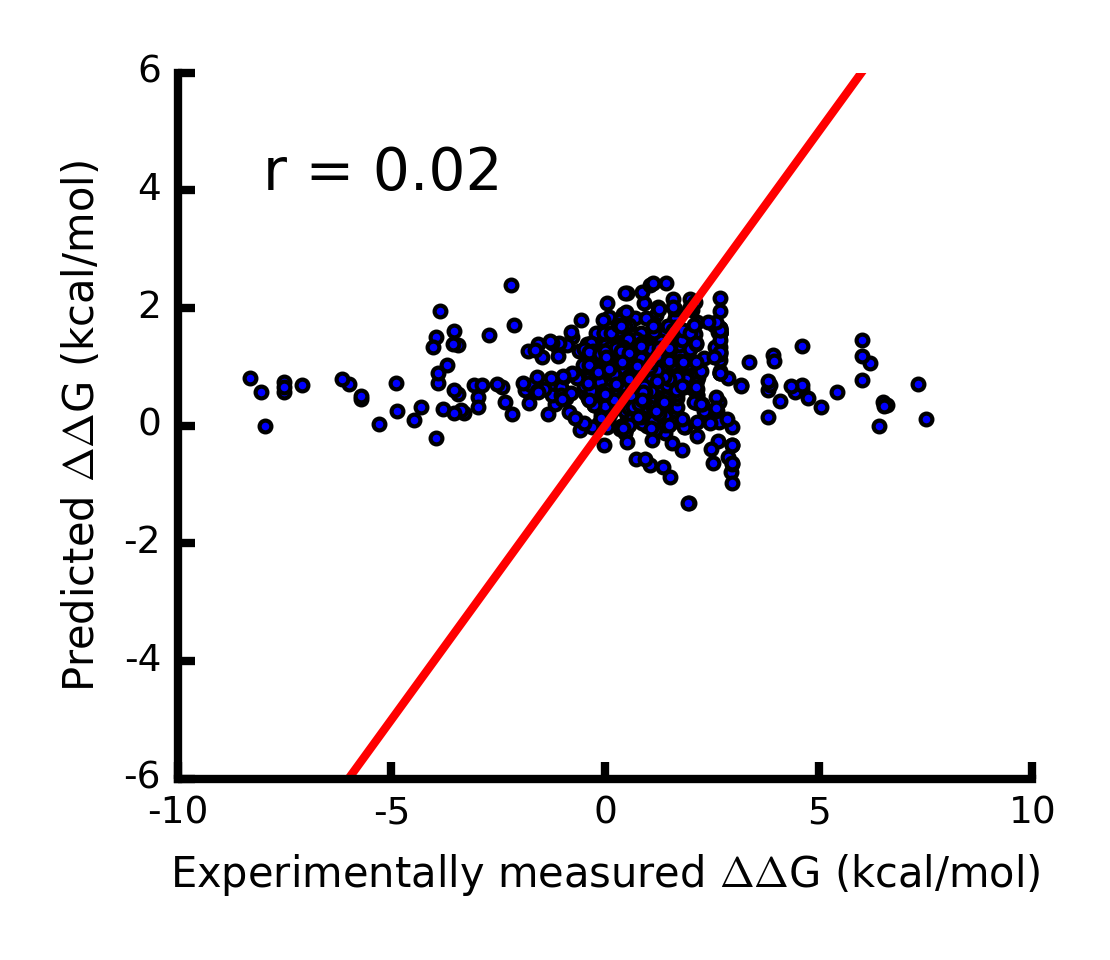 6
r = 0.02
4
2
0
-2
-4
-6
Predicted ΔΔG (kcal/mol)
-10 -5 0 5 10
Experimentally measured ΔΔG (kcal/mol)